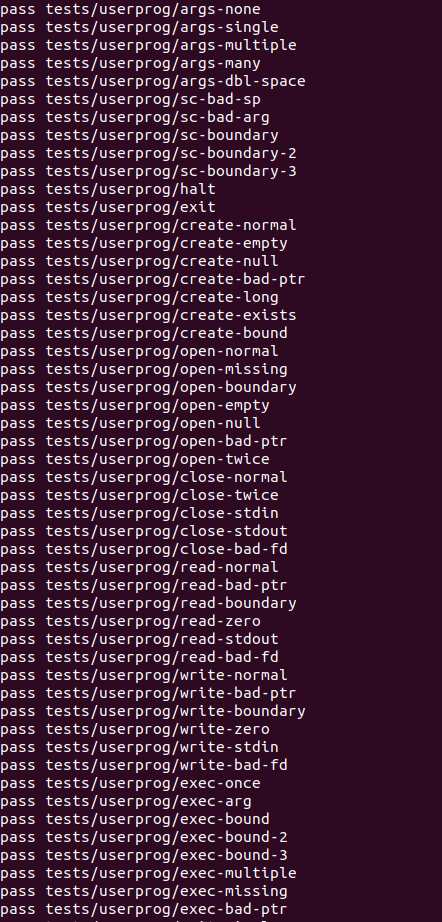 pass tests/userprog/args-none
pass tests/userprog/args-single
pass tests/userprog/args-multiple
pass tests/userprog/args-many
pass tests/userprog/args-dbl-space
pass tests/userprog/sc-bad-sp
pass tests/userprog/sc-bad-arg
pass tests/userprog/sc-boundary
pass tests/userprog/sc-boundary-2
pass tests/userprog/sc-boundary-3
pass tests/userprog/halt
pass tests/userprog/exit
pass tests/userprog/create-normal
pass tests/userprog/create-empty
pass tests/userprog/create-null
pass tests/userprog/create-bad-ptr
pass tests/userprog/create-long
pass tests/userprog/create-exists
pass tests/userprog/create-bound
pass tests/userprog/open-normal
pass tests/userprog/open-missing
pass tests/userprog/open-boundary
pass tests/userprog/open-empty
pass tests/userprog/open-null
pass tests/userprog/open-bad-ptr
pass tests/userprog/open-twice
pass tests/userprog/close-normal
pass tests/userprog/close-twice
pass tests/userprog/close-stdin
pass tests/userprog/close-stdout
pass tests/userprog/close-bad-fd
pass tests/userprog/read-normal
pass tests/userprog/read-bad-ptr
pass tests/userprog/read-boundary
pass tests/userprog/read-zero
pass tests/userprog/read-stdout
pass tests/userprog/read-bad-fd
pass tests/userprog/write-normal
pass tests/userprog/write-bad-ptr
pass tests/userprog/write-boundary
pass tests/userprog/write-zero
pass tests/userprog/write-stdin
pass tests/userprog/write-bad-fd
pass tests/userprog/exec-once
pass tests/userprog/exec-arg
pass tests/userprog/exec-bound
pass tests/userprog/exec-bound-2
pass tests/userprog/exec-bound-3
pass tests/userprog/exec-multiple
pass tests/userprog/exec-missing
pass tests/userprog/exec-bad-ptr